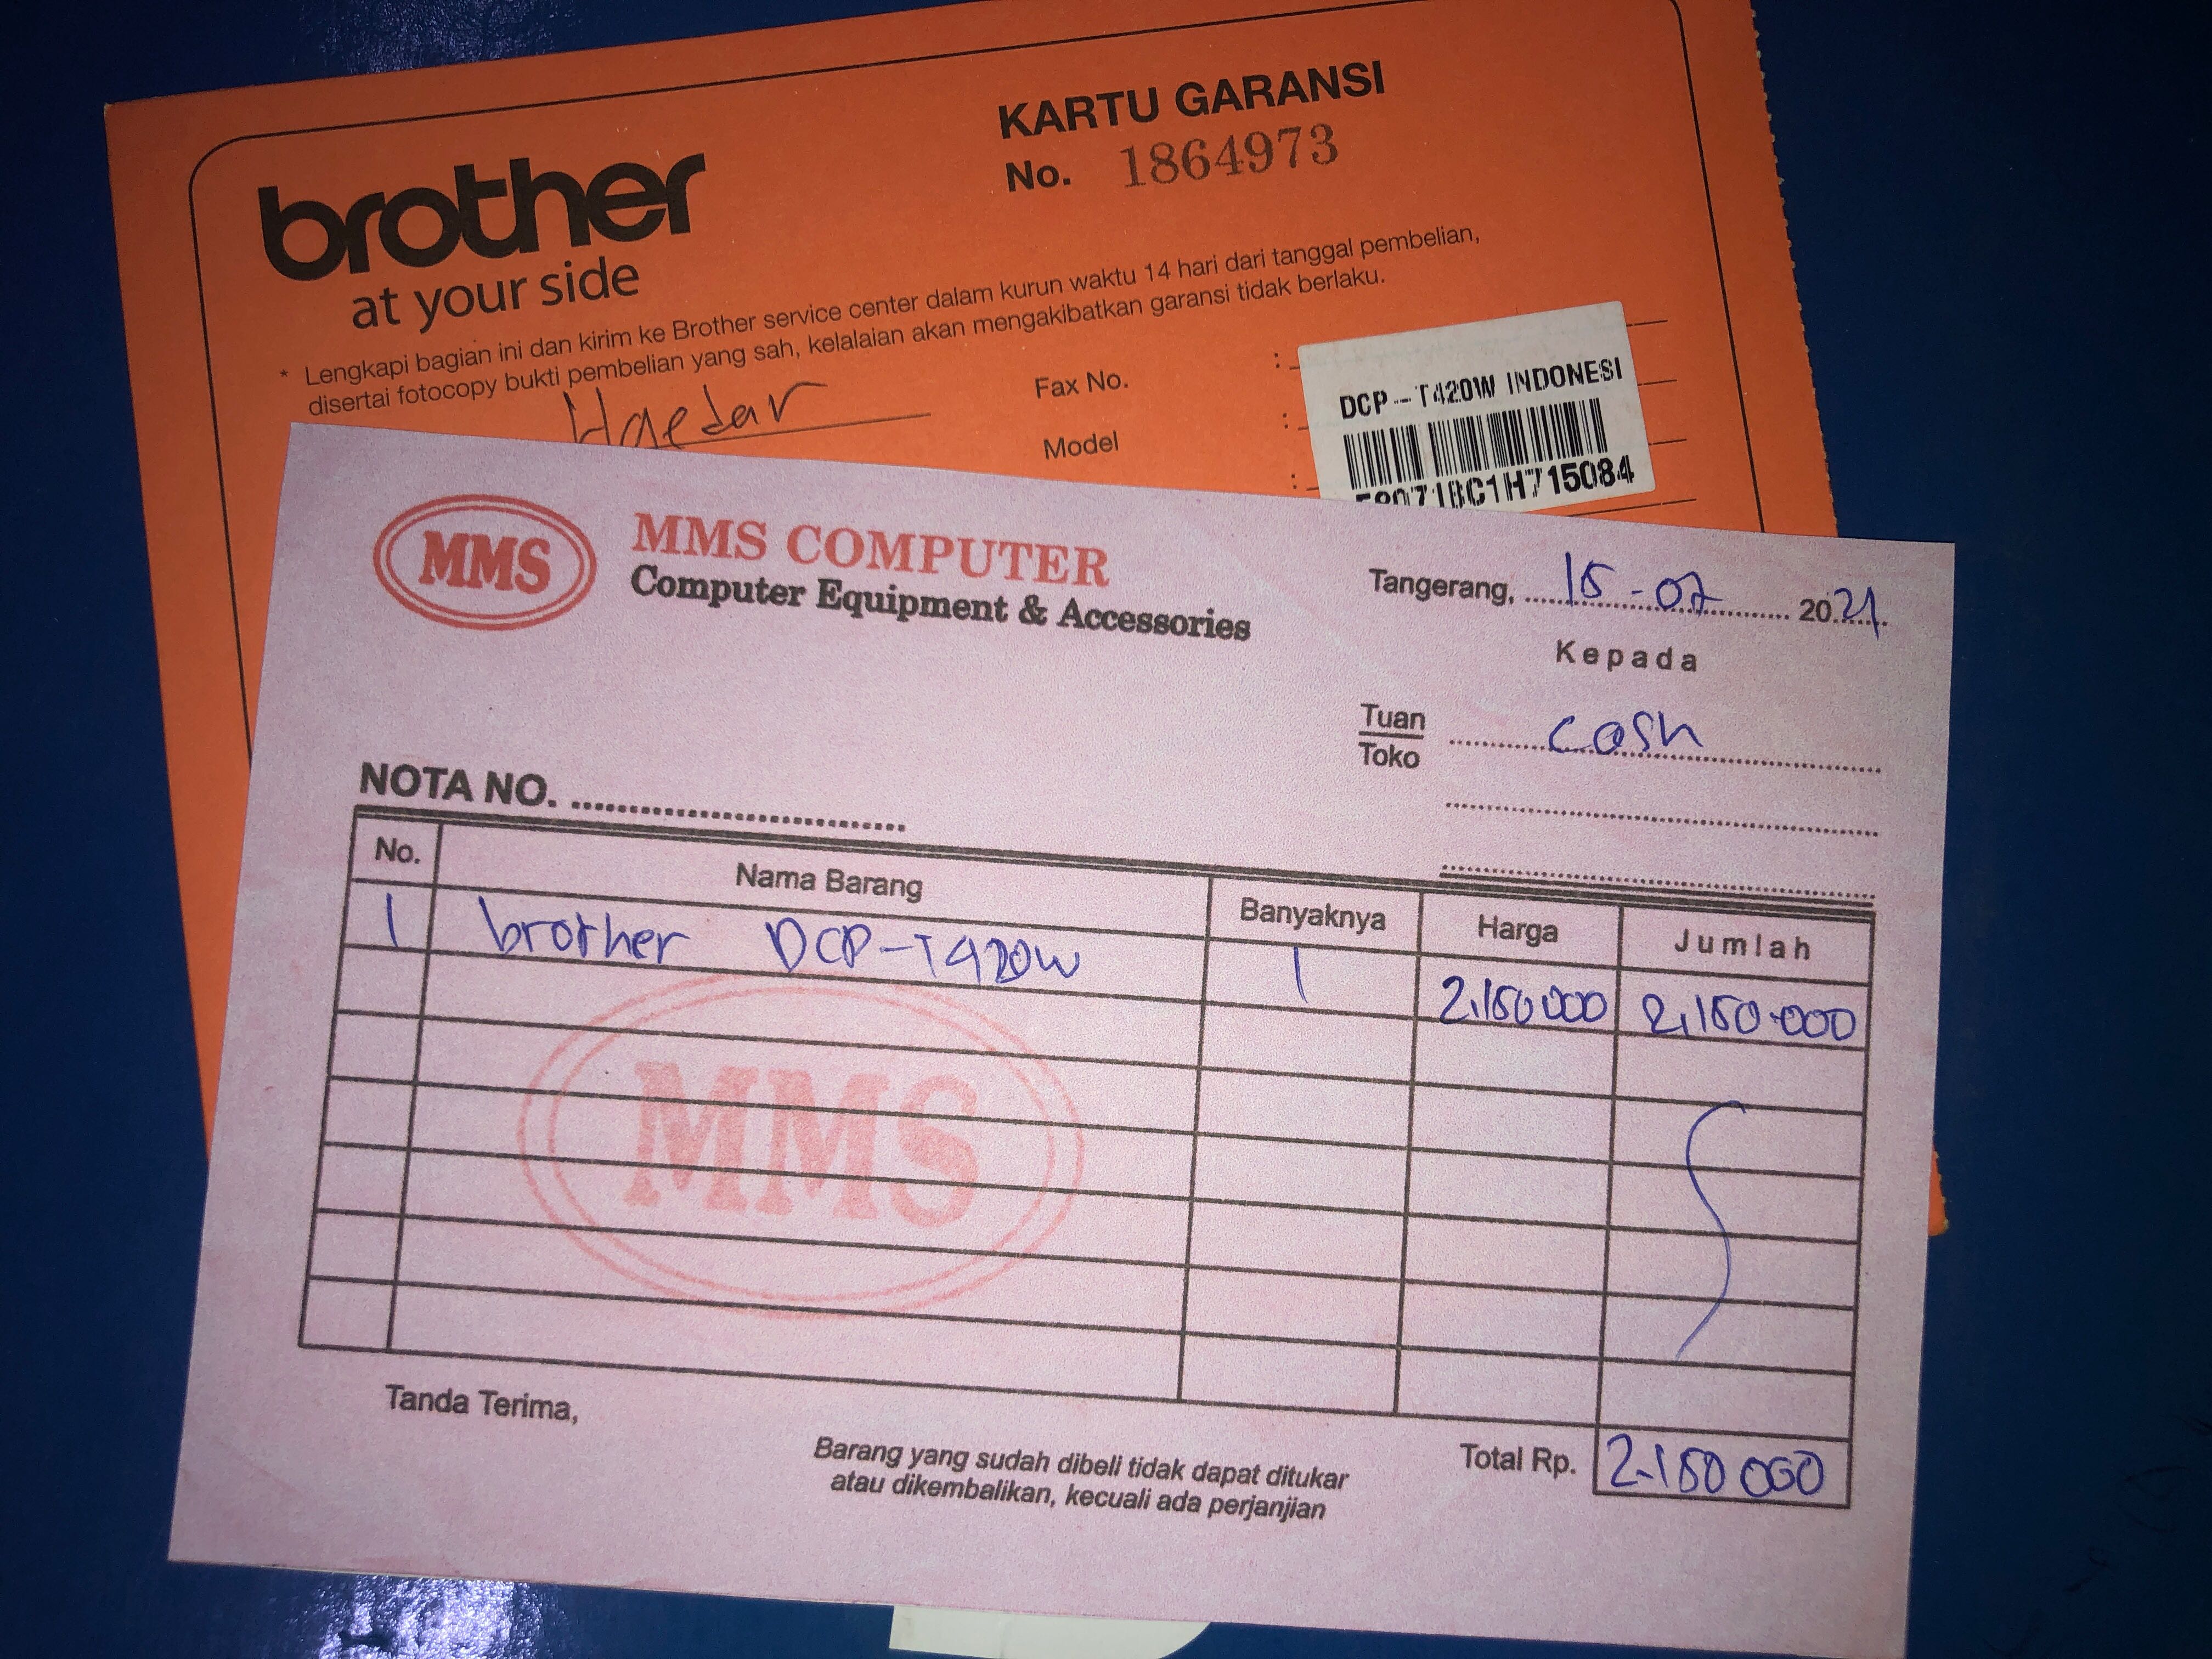 brother
at your side
KARTU GARANSI
No. 1864973
* Lengkapi bagian ini dan kirim ke Brother service center dalam kurun waktu 14 hari dari tanggal pembelian,
disertai fotocopy bukti pembelian yang sah, kelalaian akan mengakibatkan garansi tidak berlaku.
Haedar
Fax No. :
Model :
:
DCP-T420W INDONESI
E8071BC1H715084
MMS
MMS COMPUTER
Computer Equipment & Accessories
Tangerang, 15-07 2021
Kepada
Tuan
Toko
cash
NOTA NO.
No. Nama Barang Banyaknya Harga Jumlah
1 brother DCP-T420W 1 2.150.000 2.150.000
MMS
Tanda Terima,
Barang yang sudah dibeli tidak dapat ditukar
atau dikembalikan, kecuali ada perjanjian
Total Rp. 2.150.000